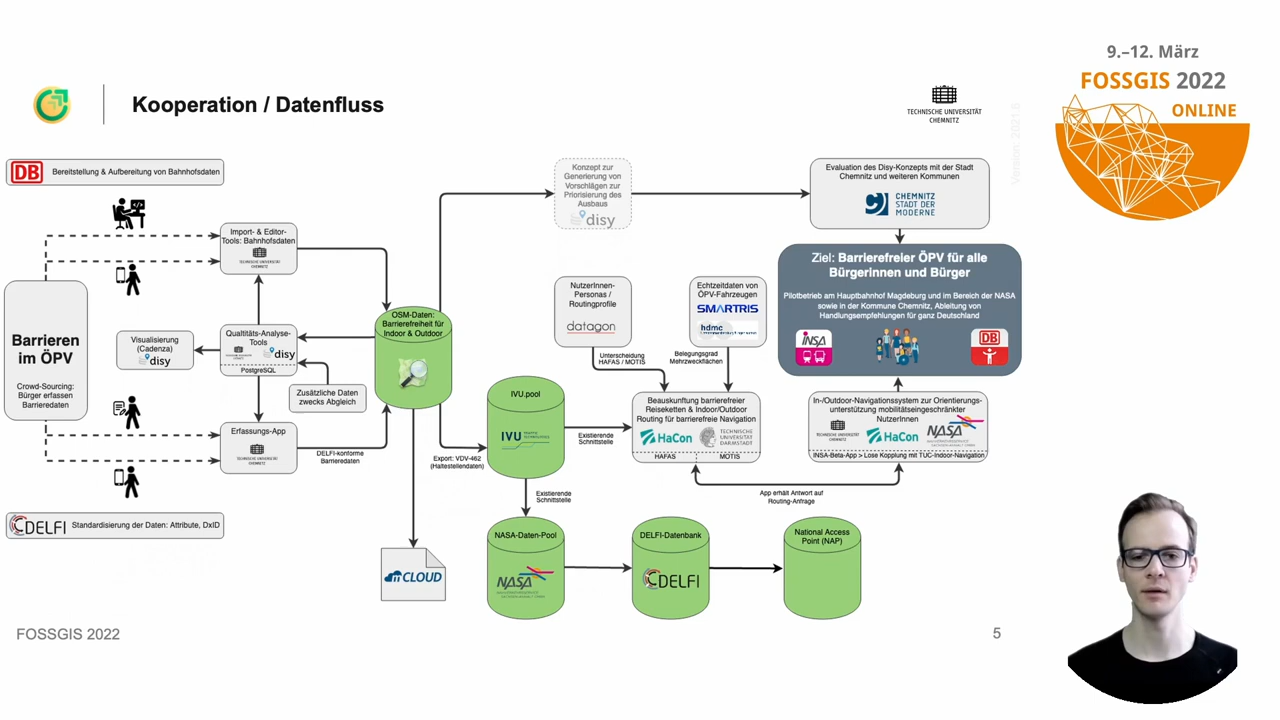 9.–12. März
FOSSGIS 2022
ONLINE
Kooperation / Datenfluss
TECHNISCHE UNIVERSITÄT
CHEMNITZ
Version: 2021.6
DB
Bereitstellung & Aufbereitung von Bahnhofsdaten
Barrieren
im ÖPV
Crowd-Sourcing:
Bürger erfassen
Barrieredaten
Import- & Editor-
Tools: Bahnhofsdaten
TECHNISCHE UNIVERSITÄT
CHEMNITZ
Visualisierung
(Cadenza)
disy
Qualtitäts-Analyse-
Tools
disy
PostgreSQL
Zusätzliche Daten
zwecks Abgleich
Erfassungs-App
TECHNISCHE UNIVERSITÄT
CHEMNITZ
DELFI-konforme
Barrieredaten
DELFI
Standardisierung der Daten: Attribute, DxID
OSM-Daten:
Barrierefreiheit für
Indoor & Outdoor
CLOUD
Konzept zur
Generierung von
Vorschlägen zur
Priorisierung des
Ausbaus
disy
Evaluation des Disy-Konzepts mit der Stadt
Chemnitz und weiteren Kommunen
CHEMNITZ
STADT DER
MODERNE
Ziel: Barrierefreier ÖPV für alle
Bürgerinnen und Bürger
Pilotbetrieb am Hauptbahnhof Magdeburg und im Bereich der NASA
sowie in der Kommune Chemnitz, Ableitung von
Handlungsempfehlungen für ganz Deutschland
INSA
DB
NutzerInnen-
Personas /
Routingprofile
datagon
Echtzeitdaten von
ÖPV-Fahrzeugen
SMARTRIS
hdmc
Unterscheidung
HAFAS / MOTIS
Belegungsgrad
Mehrzweckflächen
Export: VDV-462
(Haltestellendaten)
IVU.pool
IVU
Existierende
Schnittstelle
Beauskunftung barrierefreier
Reiseketten & Indoor/Outdoor
Routing für barrierefreie Navigation
HaCon
TECHNISCHE
UNIVERSITÄT
DARMSTADT
HAFAS
MOTIS
In-/Outdoor-Navigationssystem zur Orientierungs-
unterstützung mobilitätseingeschränkter
NutzerInnen
HaCon
NASA
INSA-Beta-App > Lose Kopplung mit TUC-Indoor-Navigation
App erhält Antwort auf
Routing-Anfrage
Existierende
Schnittstelle
NASA-Daten-Pool
NASA
DELFI-Datenbank
DELFI
National Access
Point (NAP)
FOSSGIS 2022
5